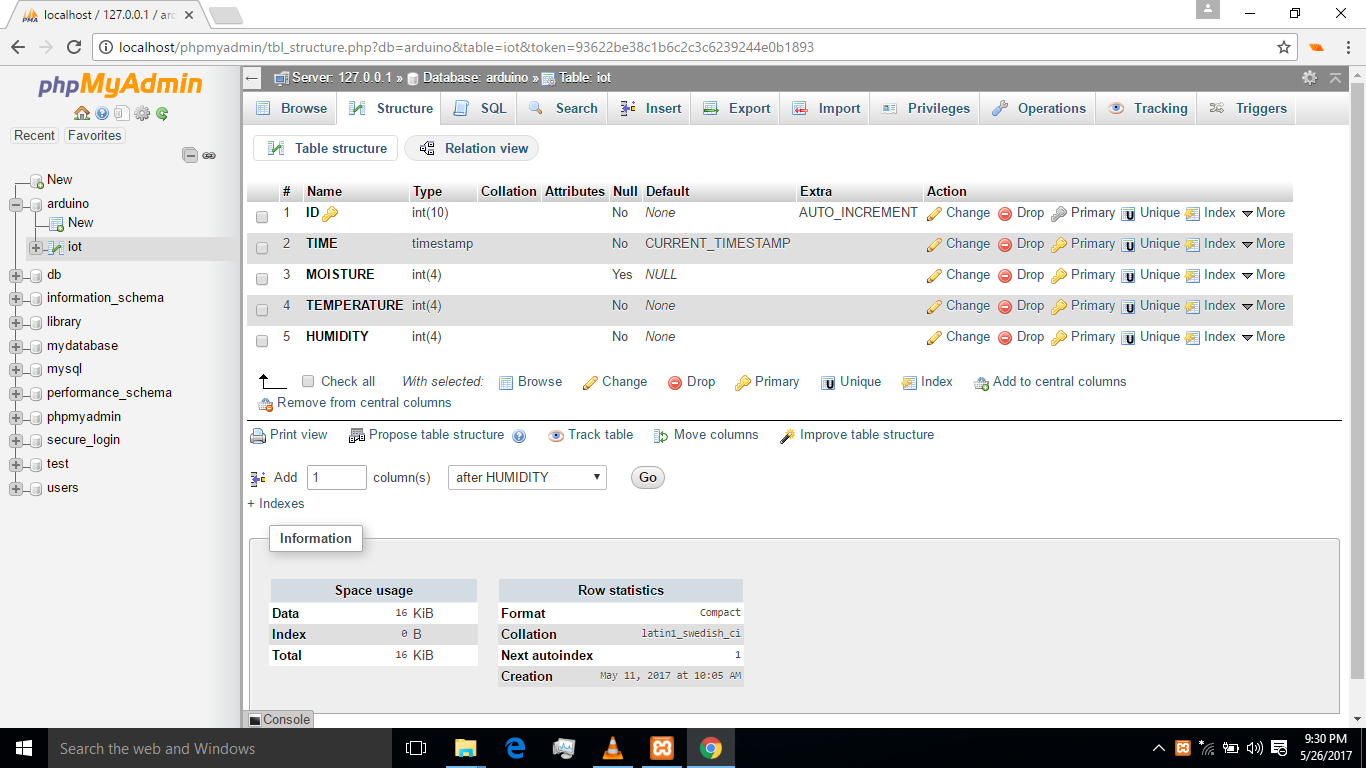 localhost / 127.0.0.1 / ar
localhost/phpmyadmin/tbl_structure.php?db=arduino&table=iot&token=93622be38c1b6c2c3c6239244e0b1893
phpMyAdmin
Recent Favorites
New
arduino
New
iot
db
information_schema
library
mydatabase
mysql
performance_schema
phpmyadmin
secure_login
test
users
Server: 127.0.0.1 » Database: arduino » Table: iot
Browse Structure SQL Search Insert Export Import Privileges Operations Tracking Triggers
Table structure Relation view
# Name Type Collation Attributes Null Default Extra Action
1 ID int(10) No None AUTO_INCREMENT Change Drop Primary Unique Index More
2 TIME timestamp No CURRENT_TIMESTAMP Change Drop Primary Unique Index More
3 MOISTURE int(4) Yes NULL Change Drop Primary Unique Index More
4 TEMPERATURE int(4) No None Change Drop Primary Unique Index More
5 HUMIDITY int(4) No None Change Drop Primary Unique Index More
Check all With selected: Browse Change Drop Primary Unique Index Add to central columns
Remove from central columns
Print view Propose table structure Track table Move columns Improve table structure
Add 1 column(s) after HUMIDITY Go
+ Indexes
Information
Space usage
Data 16 KiB
Index 0 B
Total 16 KiB
Row statistics
Format Compact
Collation latin1_swedish_ci
Next autoindex 1
Creation May 11, 2017 at 10:05 AM
Console
Search the web and Windows
9:30 PM
5/26/2017